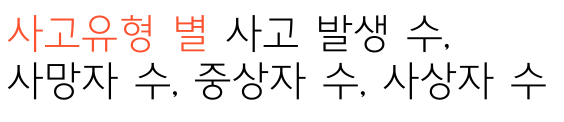 사고유형 별 사고 발생 수,
사망자 수, 중상자 수, 사상자 수